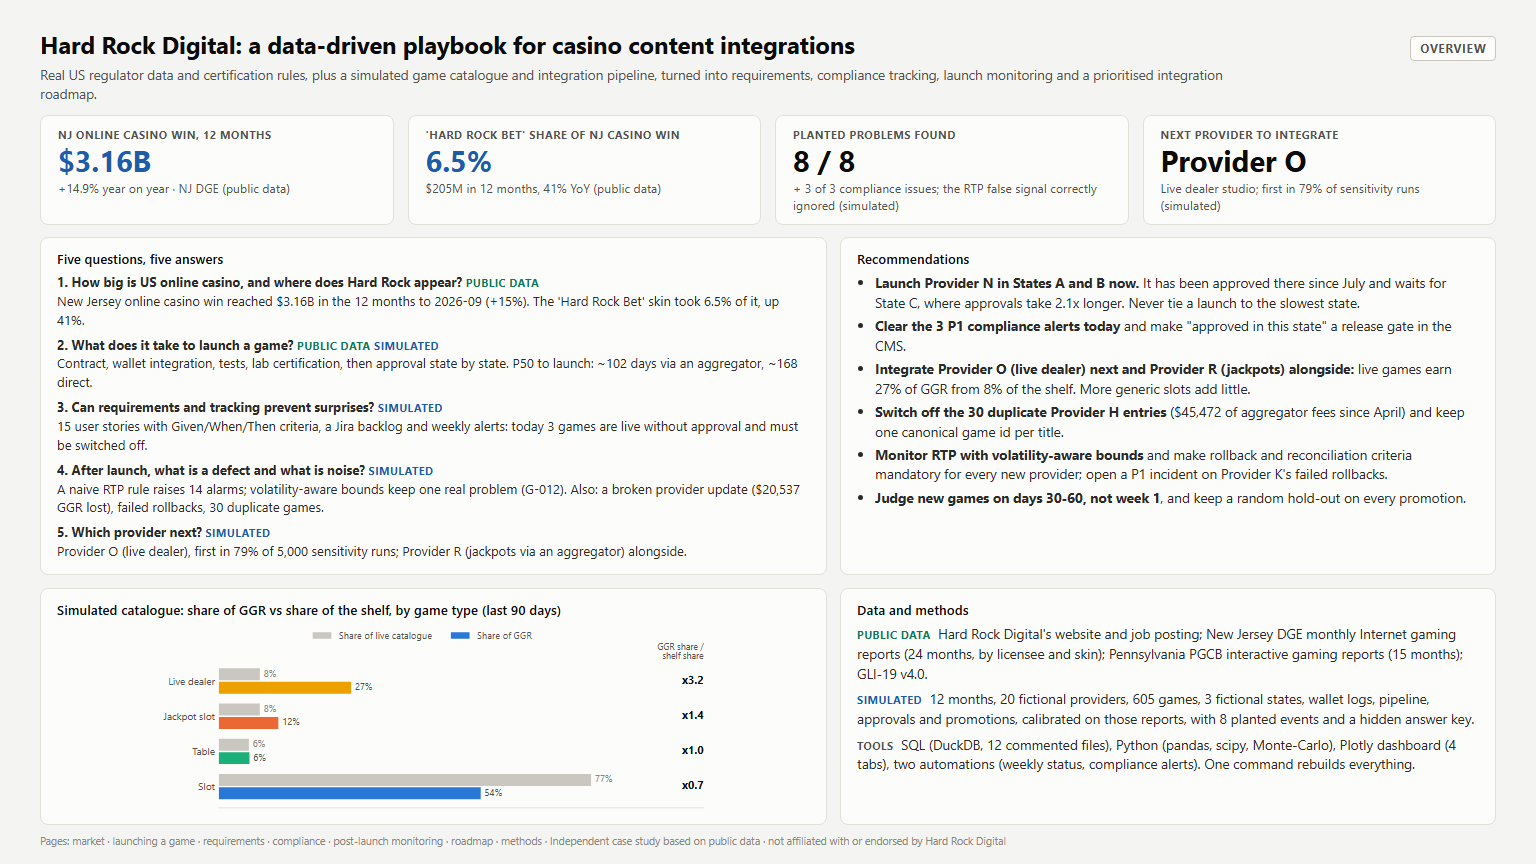 Hard Rock Digital: a data-driven playbook for casino content integrations
OVERVIEW
Real US regulator data and certification rules, plus a simulated game catalogue and integration pipeline, turned into requirements, compliance tracking, launch monitoring and a prioritised integration
roadmap.
NJ ONLINE CASINO WIN, 12 MONTHS
$3.16B
+14.9% year on year · NJ DGE (public data)
'HARD ROCK BET' SHARE OF NJ CASINO WIN
6.5%
$205M in 12 months, 41% YoY (public data)
PLANTED PROBLEMS FOUND
8 / 8
+ 3 of 3 compliance issues; the RTP false signal correctly
ignored (simulated)
NEXT PROVIDER TO INTEGRATE
Provider O
Live dealer studio; first in 79% of sensitivity runs
(simulated)
Five questions, five answers
1. How big is US online casino, and where does Hard Rock appear? PUBLIC DATA
New Jersey online casino win reached $3.16B in the 12 months to 2026-09 (+15%). The 'Hard Rock Bet' skin took 6.5% of it, up
41%.
2. What does it take to launch a game? PUBLIC DATA SIMULATED
Contract, wallet integration, tests, lab certification, then approval state by state. P50 to launch: ~102 days via an aggregator, ~168
direct.
3. Can requirements and tracking prevent surprises? SIMULATED
15 user stories with Given/When/Then criteria, a Jira backlog and weekly alerts: today 3 games are live without approval and must
be switched off.
4. After launch, what is a defect and what is noise? SIMULATED
A naive RTP rule raises 14 alarms; volatility-aware bounds keep one real problem (G-012). Also: a broken provider update ($20,537
GGR lost), failed rollbacks, 30 duplicate games.
5. Which provider next? SIMULATED
Provider O (live dealer), first in 79% of 5,000 sensitivity runs; Provider R (jackpots via an aggregator) alongside.
Recommendations
• Launch Provider N in States A and B now. It has been approved there since July and waits for
State C, where approvals take 2.1x longer. Never tie a launch to the slowest state.
• Clear the 3 P1 compliance alerts today and make "approved in this state" a release gate in the
CMS.
• Integrate Provider O (live dealer) next and Provider R (jackpots) alongside: live games earn
27% of GGR from 8% of the shelf. More generic slots add little.
• Switch off the 30 duplicate Provider H entries ($45,472 of aggregator fees since April) and keep
one canonical game id per title.
• Monitor RTP with volatility-aware bounds and make rollback and reconciliation criteria
mandatory for every new provider; open a P1 incident on Provider K's failed rollbacks.
• Judge new games on days 30-60, not week 1, and keep a random hold-out on every promotion.
Simulated catalogue: share of GGR vs share of the shelf, by game type (last 90 days)
Share of live catalogue
Share of GGR
GGR share /
shelf share
Live dealer
8%
27%
x3.2
Jackpot slot
8%
12%
x1.4
Table
6%
6%
x1.0
Slot
77%
54%
x0.7
Data and methods
PUBLIC DATA Hard Rock Digital's website and job posting; New Jersey DGE monthly Internet gaming
reports (24 months, by licensee and skin); Pennsylvania PGCB interactive gaming reports (15 months);
GLI-19 v4.0.
SIMULATED 12 months, 20 fictional providers, 605 games, 3 fictional states, wallet logs, pipeline,
approvals and promotions, calibrated on those reports, with 8 planted events and a hidden answer key.
TOOLS SQL (DuckDB, 12 commented files), Python (pandas, scipy, Monte-Carlo), Plotly dashboard (4
tabs), two automations (weekly status, compliance alerts). One command rebuilds everything.
Pages: market · launching a game · requirements · compliance · post-launch monitoring · roadmap · methods · Independent case study based on public data · not affiliated with or endorsed by Hard Rock Digital